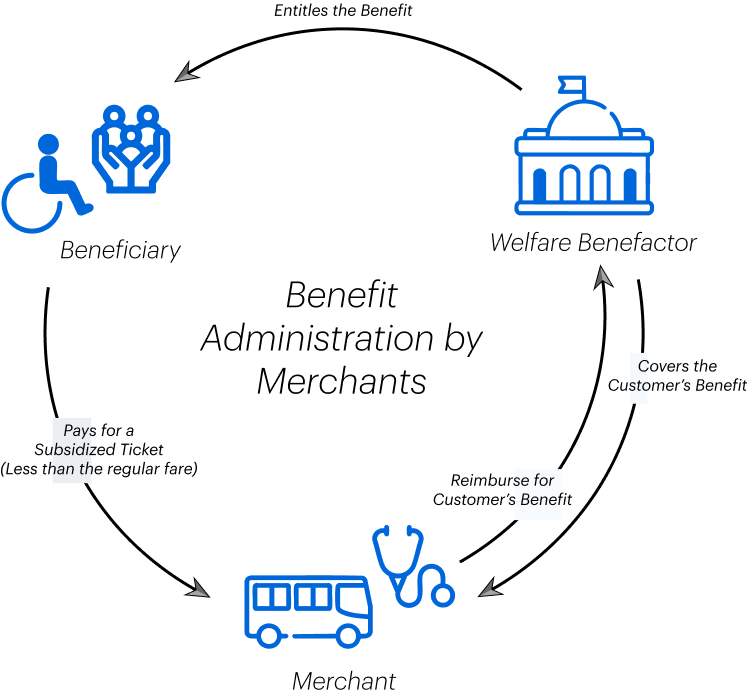 Entitles the Benefit
Beneficiary
Welfare Benefactor
Benefit
Administration by
Merchants
Covers the
Customer's Benefit
Pays for a
Subsidized Ticket
(Less than the regular fare)
Reimburse for
Customer's Benefit
Merchant